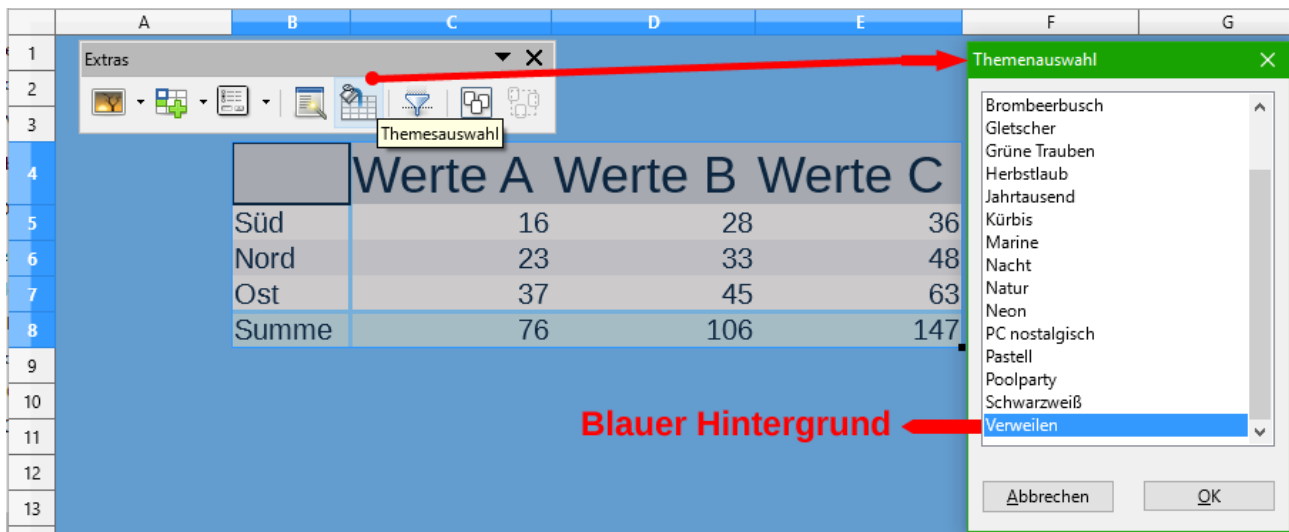 A B C D E F G
1
2
3
4
5
6
7
8
9
10
11
12
13
Extras
Themesauswahl
Werte A Werte B Werte C
Süd 16 28 36
Nord 23 33 48
Ost 37 45 63
Summe 76 106 147
Blauer Hintergrund
Themenauswahl
Brombeerbusch
Gletscher
Grüne Trauben
Herbstlaub
Jahrtausend
Kürbis
Marine
Nacht
Natur
Neon
PC nostalgisch
Pastell
Poolparty
Schwarzweiß
Verweilen
Abbrechen OK